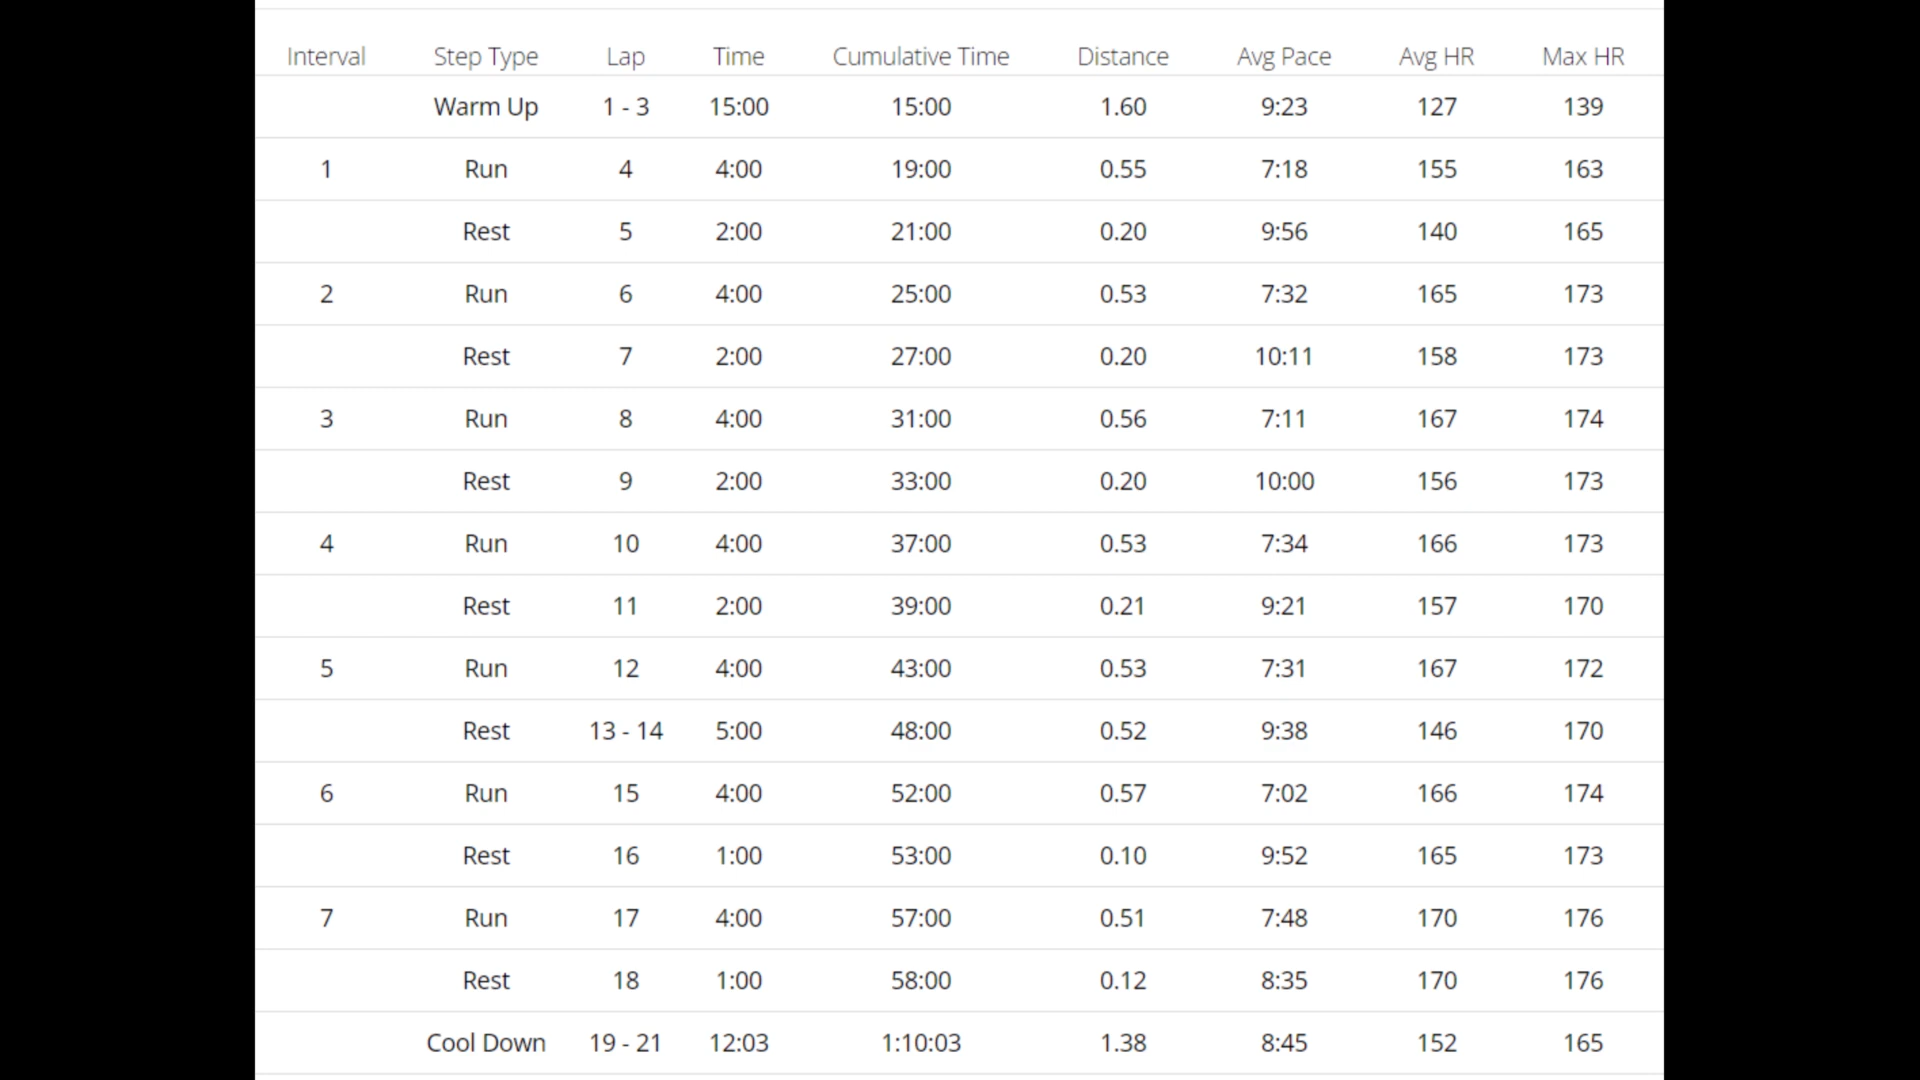 Interval Step Type Lap Time Cumulative Time Distance Avg Pace Avg HR Max HR
Warm Up 1 - 3 15:00 15:00 1.60 9:23 127 139
1 Run 4 4:00 19:00 0.55 7:18 155 163
Rest 5 2:00 21:00 0.20 9:56 140 165
2 Run 6 4:00 25:00 0.53 7:32 165 173
Rest 7 2:00 27:00 0.20 10:11 158 173
3 Run 8 4:00 31:00 0.56 7:11 167 174
Rest 9 2:00 33:00 0.20 10:00 156 173
4 Run 10 4:00 37:00 0.53 7:34 166 173
Rest 11 2:00 39:00 0.21 9:21 157 170
5 Run 12 4:00 43:00 0.53 7:31 167 172
Rest 13 - 14 5:00 48:00 0.52 9:38 146 170
6 Run 15 4:00 52:00 0.57 7:02 166 174
Rest 16 1:00 53:00 0.10 9:52 165 173
7 Run 17 4:00 57:00 0.51 7:48 170 176
Rest 18 1:00 58:00 0.12 8:35 170 176
Cool Down 19 - 21 12:03 1:10:03 1.38 8:45 152 165